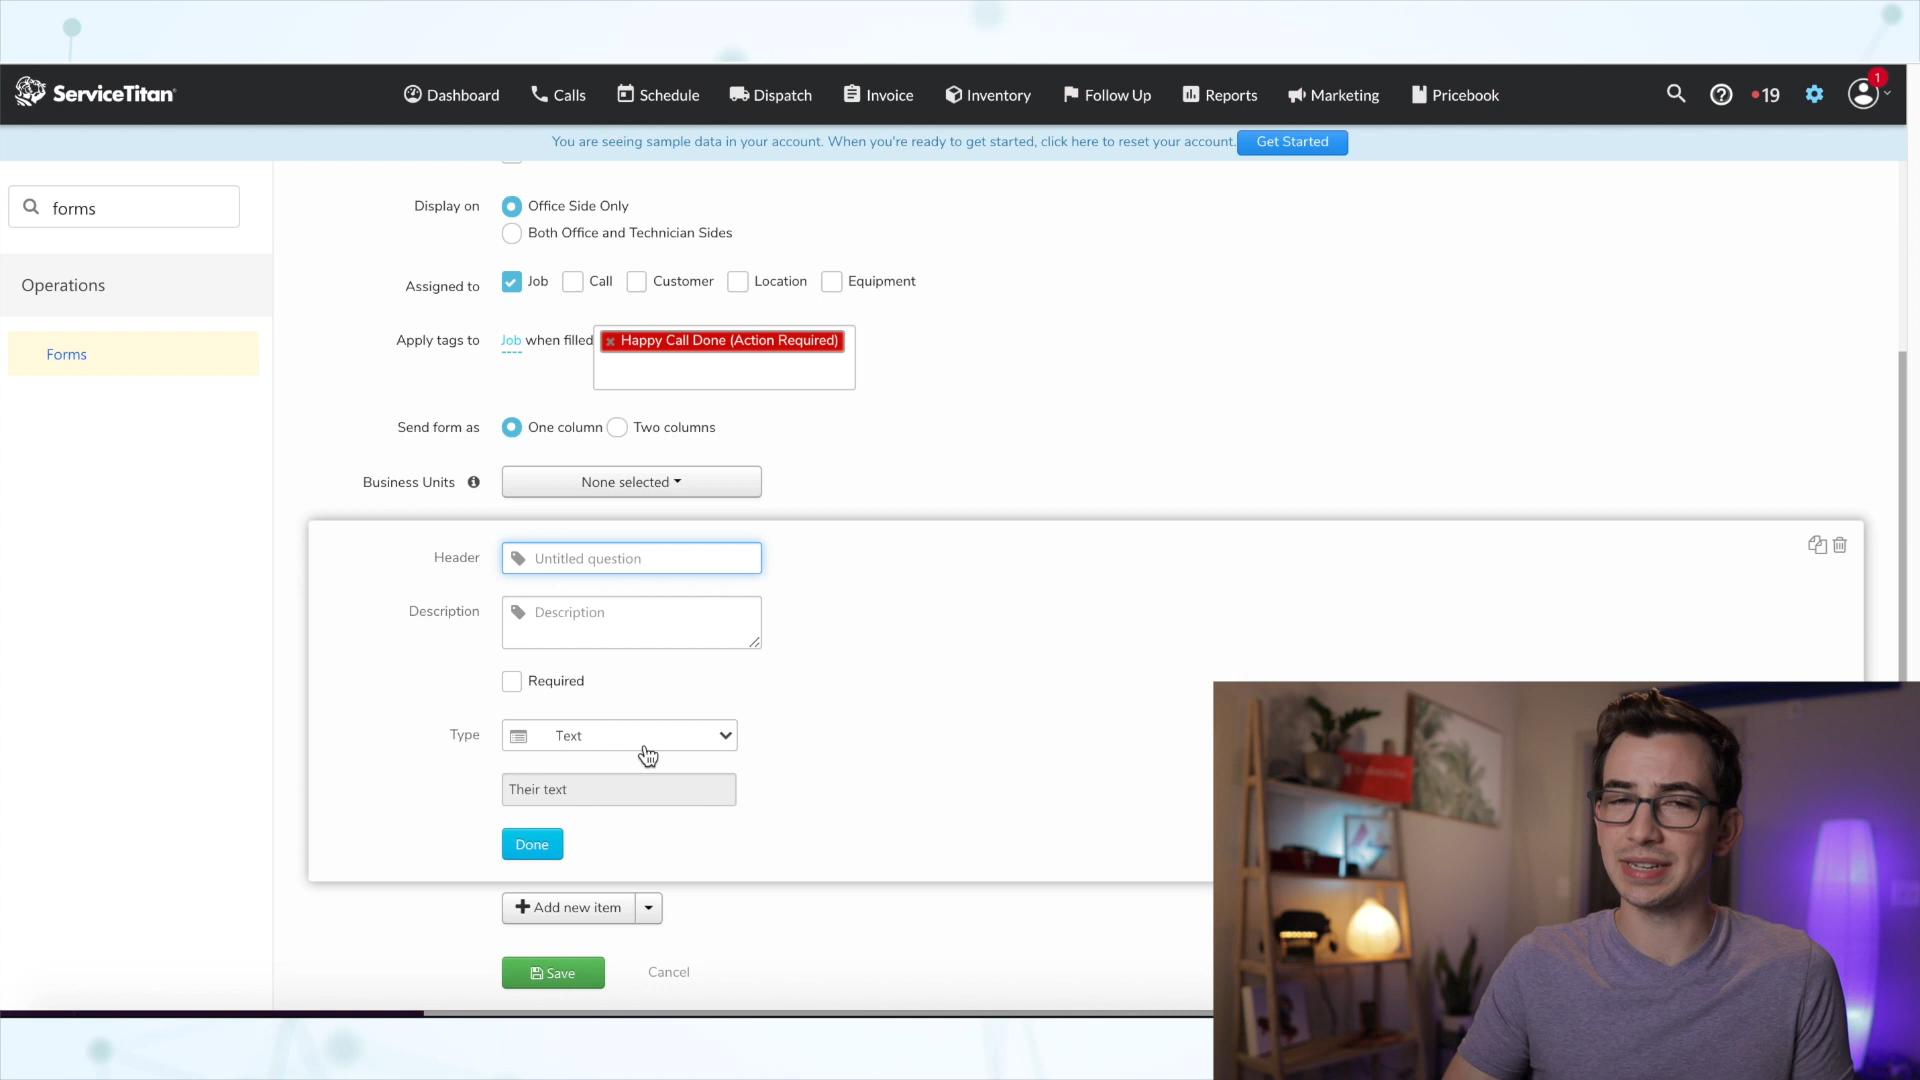 ServiceTitan
Dashboard Calls Schedule Dispatch Invoice Inventory Follow Up Reports Marketing Pricebook 19 1
You are seeing sample data in your account. When you're ready to get started, click here to reset your account. Get Started
forms
Operations
Forms
Display on Office Side Only
Both Office and Technician Sides
Assigned to Job Call Customer Location Equipment
Apply tags to Job when filled Happy Call Done (Action Required)
Send form as One column Two columns
Business Units None selected
Header Untitled question
Description Description
Required
Type Text
Their text
Done
Add new item
Save Cancel